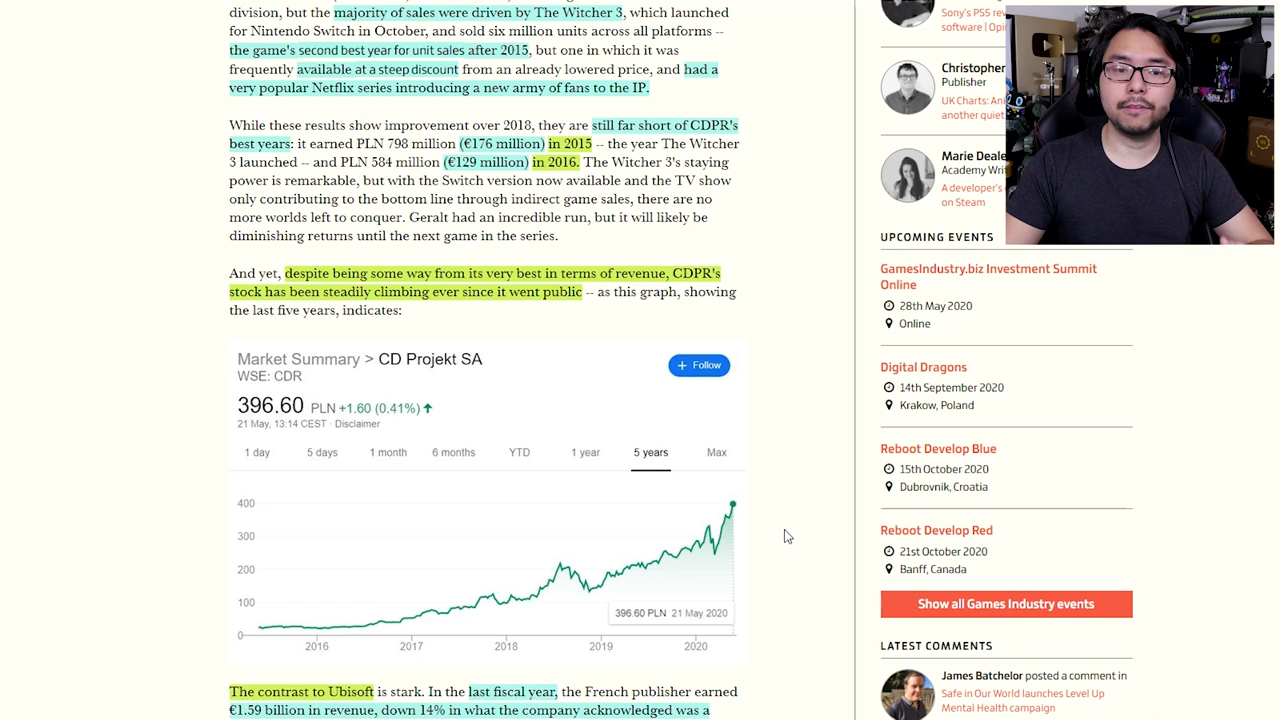 division, but the majority of sales were driven by The Witcher 3, which launched
for Nintendo Switch in October, and sold six million units across all platforms --
the game's second best year for unit sales after 2015, but one in which it was
frequently available at a steep discount from an already lowered price, and had a
very popular Netflix series introducing a new army of fans to the IP.
While these results show improvement over 2018, they are still far short of CDPR's
best years: it earned PLN 798 million (€176 million) in 2015 -- the year The Witcher
3 launched -- and PLN 584 million (€129 million) in 2016. The Witcher 3's staying
power is remarkable, but with the Switch version now available and the TV show
only contributing to the bottom line through indirect game sales, there are no
more worlds left to conquer. Geralt had an incredible run, but it will likely be
diminishing returns until the next game in the series.
And yet, despite being some way from its very best in terms of revenue, CDPR's
stock has been steadily climbing ever since it went public -- as this graph, showing
the last five years, indicates:
Market Summary > CD Projekt SA
WSE: CDR
+ Follow
396.60 PLN +1.60 (0.41%)
21 May, 13:14 CEST · Disclaimer
1 day 5 days 1 month 6 months YTD 1 year 5 years Max
400
300
200
100
0
396.60 PLN 21 May 2020
2016 2017 2018 2019 2020
The contrast to Ubisoft is stark. In the last fiscal year, the French publisher earned
€1.59 billion in revenue, down 14% in what the company acknowledged was a
Sony's PS5 rev
software | Opi
Christopher
Publisher
UK Charts: Ani
another quiet
Marie Deale
Academy Wri
A developer's
on Steam
UPCOMING EVENTS
GamesIndustry.biz Investment Summit
Online
28th May 2020
Online
Digital Dragons
14th September 2020
Krakow, Poland
Reboot Develop Blue
15th October 2020
Dubrovnik, Croatia
Reboot Develop Red
21st October 2020
Banff, Canada
Show all Games Industry events
LATEST COMMENTS
James Batchelor posted a comment in
Safe in Our World launches Level Up
Mental Health campaign